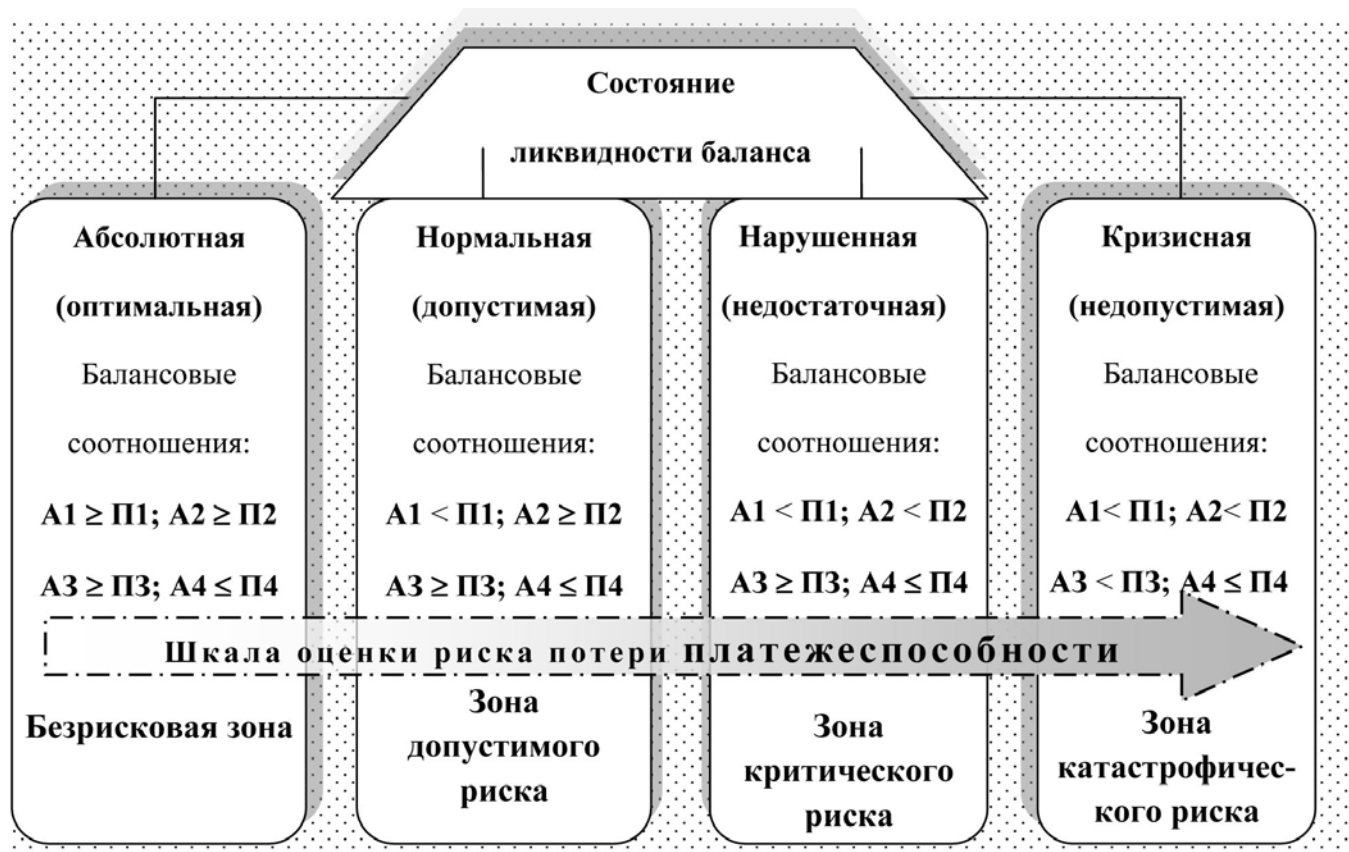 Состояние
ликвидности баланса
Абсолютная
(оптимальная)
Балансовые
соотношения:
А1 ≥ П1; А2 ≥ П2
А3 ≥ П3; А4 ≤ П4
Нормальная
(допустимая)
Балансовые
соотношения:
А1 < П1; А2 ≥ П2
А3 ≥ П3; А4 ≤ П4
Нарушенная
(недостаточная)
Балансовые
соотношения:
А1 < П1; А2 < П2
А3 ≥ П3; А4 ≤ П4
Кризисная
(недопустимая)
Балансовые
соотношения:
А1< П1; А2< П2
А3 < П3; А4 ≤ П4
Шкала оценки риска потери платежеспособности
Безрисковая зона
Зона
допустимого
риска
Зона
критического
риска
Зона
катастрофичес-
кого риска